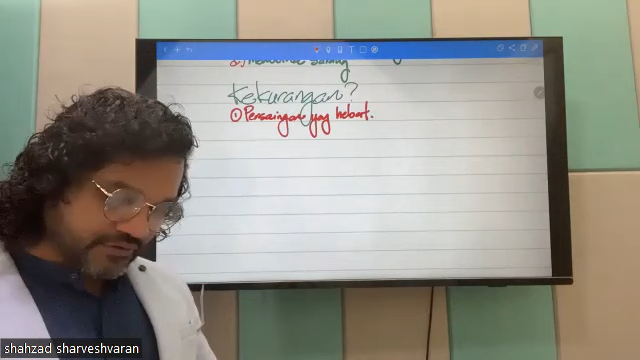 Kekurangan?
① Persaingan yang hebat.
shahzad sharveshvaran